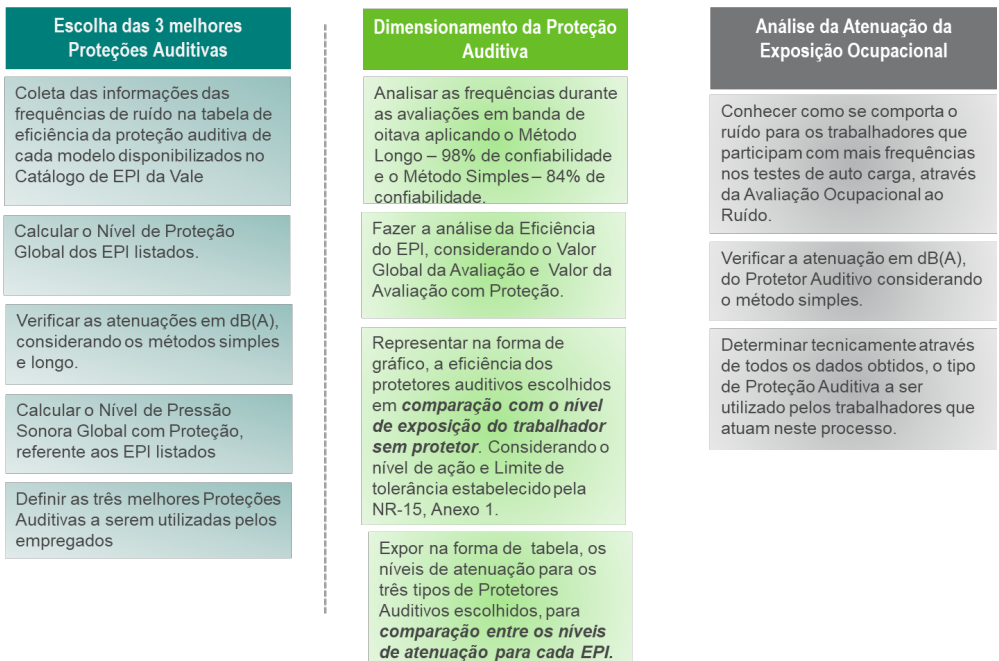 Escolha das 3 melhores
Proteções Auditivas
Coleta das informações das
frequências de ruído na tabela de
eficiência da proteção auditiva de
cada modelo disponibilizados no
Catálogo de EPI da Vale
Calcular o Nível de Proteção
Global dos EPI listados.
Verificar as atenuações em dB(A),
considerando os métodos simples
e longo.
Calcular o Nível de Pressão
Sonora Global com Proteção,
referente aos EPI listados
Definir as três melhores Proteções
Auditivas a serem utilizadas pelos
empregados
Dimensionamento da Proteção
Auditiva
Analisar as frequências durante
as avaliações em banda de
oitava aplicando o Método
Longo – 98% de confiabilidade
e o Método Simples – 84% de
confiabilidade.
Fazer a análise da Eficiência
do EPI, considerando o Valor
Global da Avaliação e Valor da
Avaliação com Proteção.
Representar na forma de
gráfico, a eficiência dos
protetores auditivos escolhidos
em comparação com o nível
de exposição do trabalhador
sem protetor. Considerando o
nível de ação e Limite de
tolerância estabelecido pela
NR-15, Anexo 1.
Expor na forma de tabela, os
níveis de atenuação para os
três tipos de Protetores
Auditivos escolhidos, para
comparação entre os níveis
de atenuação para cada EPI.
Análise da Atenuação da
Exposição Ocupacional
Conhecer como se comporta o
ruído para os trabalhadores que
participam com mais frequências
nos testes de auto carga, através
da Avaliação Ocupacional ao
Ruído.
Verificar a atenuação em dB(A),
do Protetor Auditivo considerando
o método simples.
Determinar tecnicamente através
de todos os dados obtidos, o tipo
de Proteção Auditiva a ser
utilizado pelos trabalhadores que
atuam neste processo.